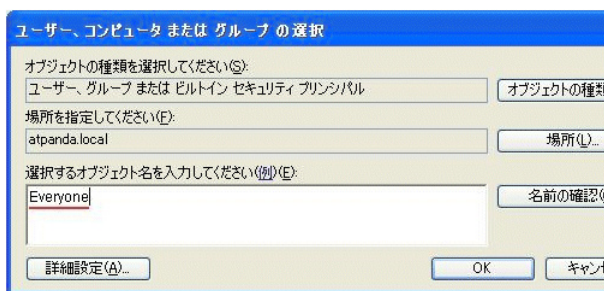 ユーザー、コンピュータ または グループ の選択
オブジェクトの種類を選択してください(S):
ユーザー、グループ または ビルトイン セキュリティ プリンシパル
オブジェクトの種類
場所を指定してください(F):
atpanda.local
場所(L)...
選択するオブジェクト名を入力してください(例)(E):
Everyone
名前の確認(
詳細設定(A)...
OK
キャンセ